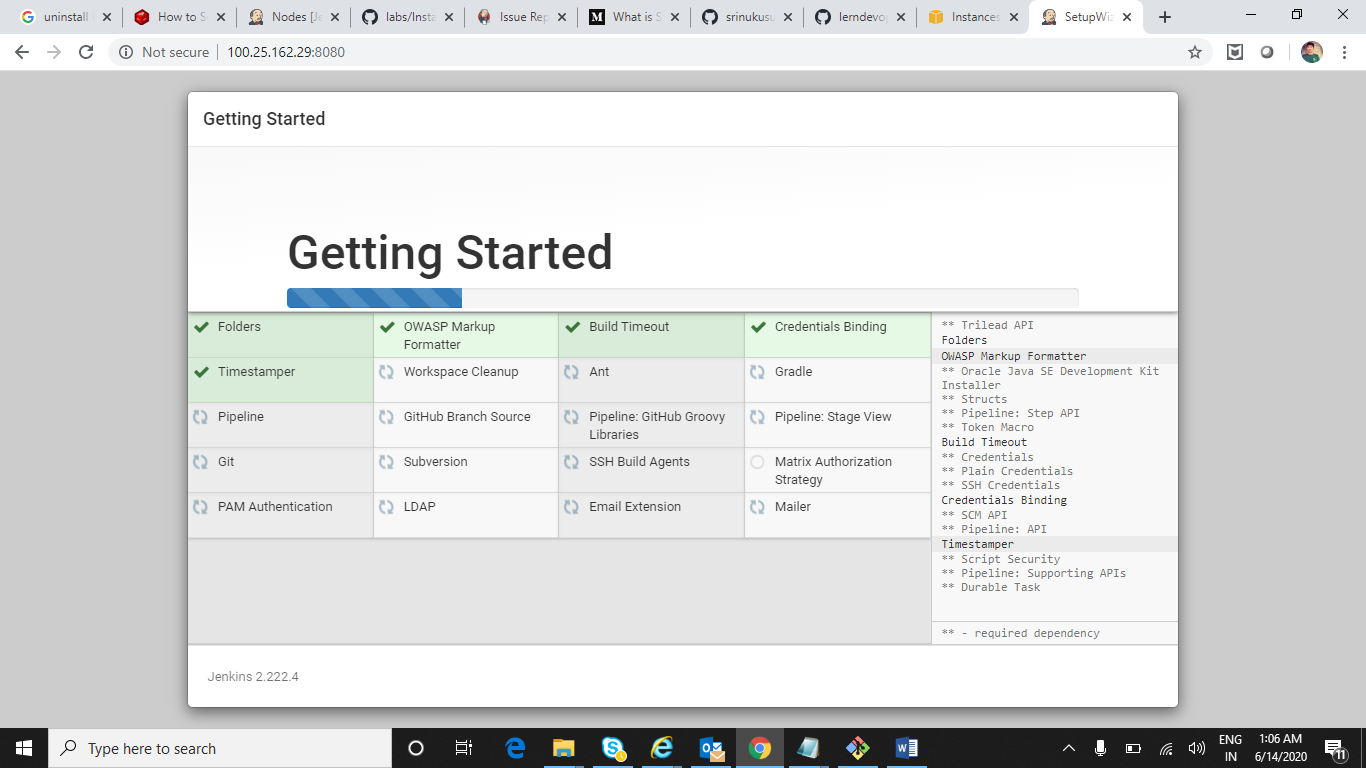 uninstall
How to S
Nodes [Je
labs/Insta
Issue Rep
What is S
srinukusu
lerndevop
Instances
SetupWiz
Not secure
100.25.162.29:8080
Getting Started
Getting Started
Folders
OWASP Markup
Formatter
Build Timeout
Credentials Binding
Timestamper
Workspace Cleanup
Ant
Gradle
Pipeline
GitHub Branch Source
Pipeline: GitHub Groovy
Libraries
Pipeline: Stage View
Git
Subversion
SSH Build Agents
Matrix Authorization
Strategy
PAM Authentication
LDAP
Email Extension
Mailer
** Trilead API
Folders
OWASP Markup Formatter
** Oracle Java SE Development Kit
Installer
** Structs
** Pipeline: Step API
** Token Macro
Build Timeout
** Credentials
** Plain Credentials
** SSH Credentials
Credentials Binding
** SCM API
** Pipeline: API
Timestamper
** Script Security
** Pipeline: Supporting APIs
** Durable Task
** - required dependency
Jenkins 2.222.4
Type here to search
ENG
IN
1:06 AM
6/14/2020
11